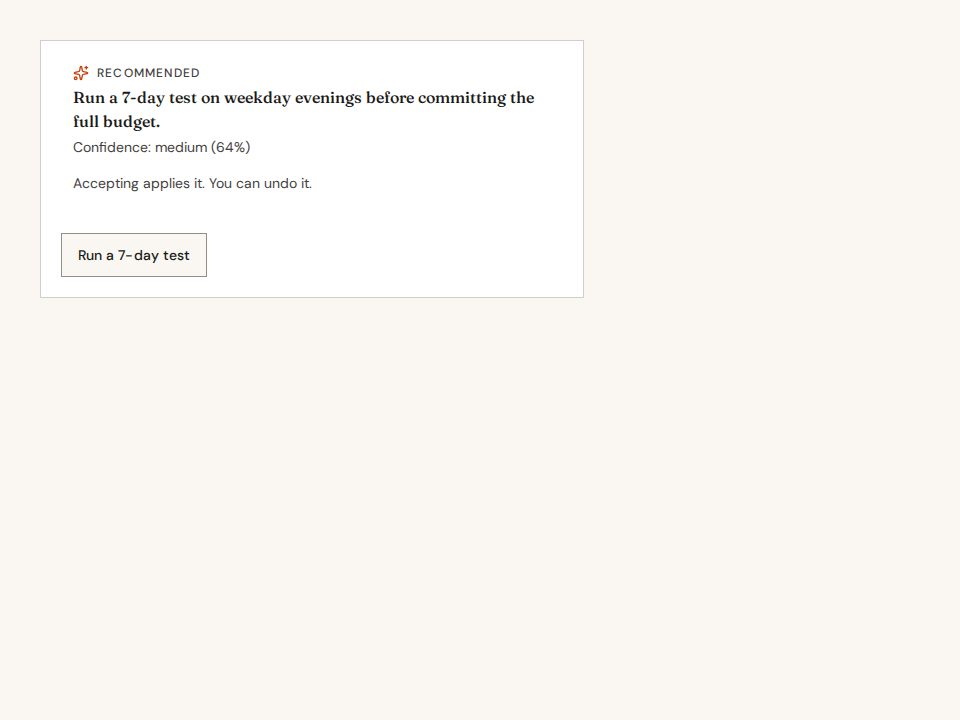 RECOMMENDED
Run a 7-day test on weekday evenings before committing the
full budget.
Confidence: medium (64%)
Accepting applies it. You can undo it.
Run a 7-day test